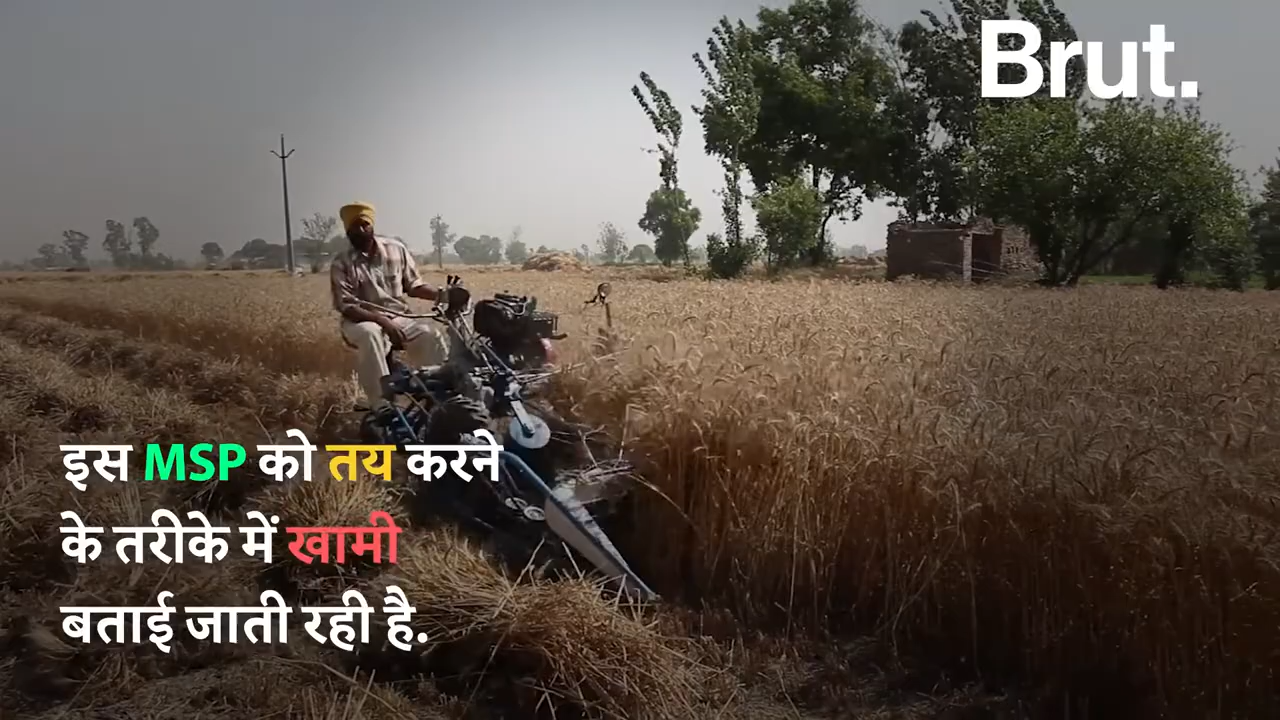 Brut.
इस MSP को तय करने
के तरीके में खामी
बताई जाती रही है.